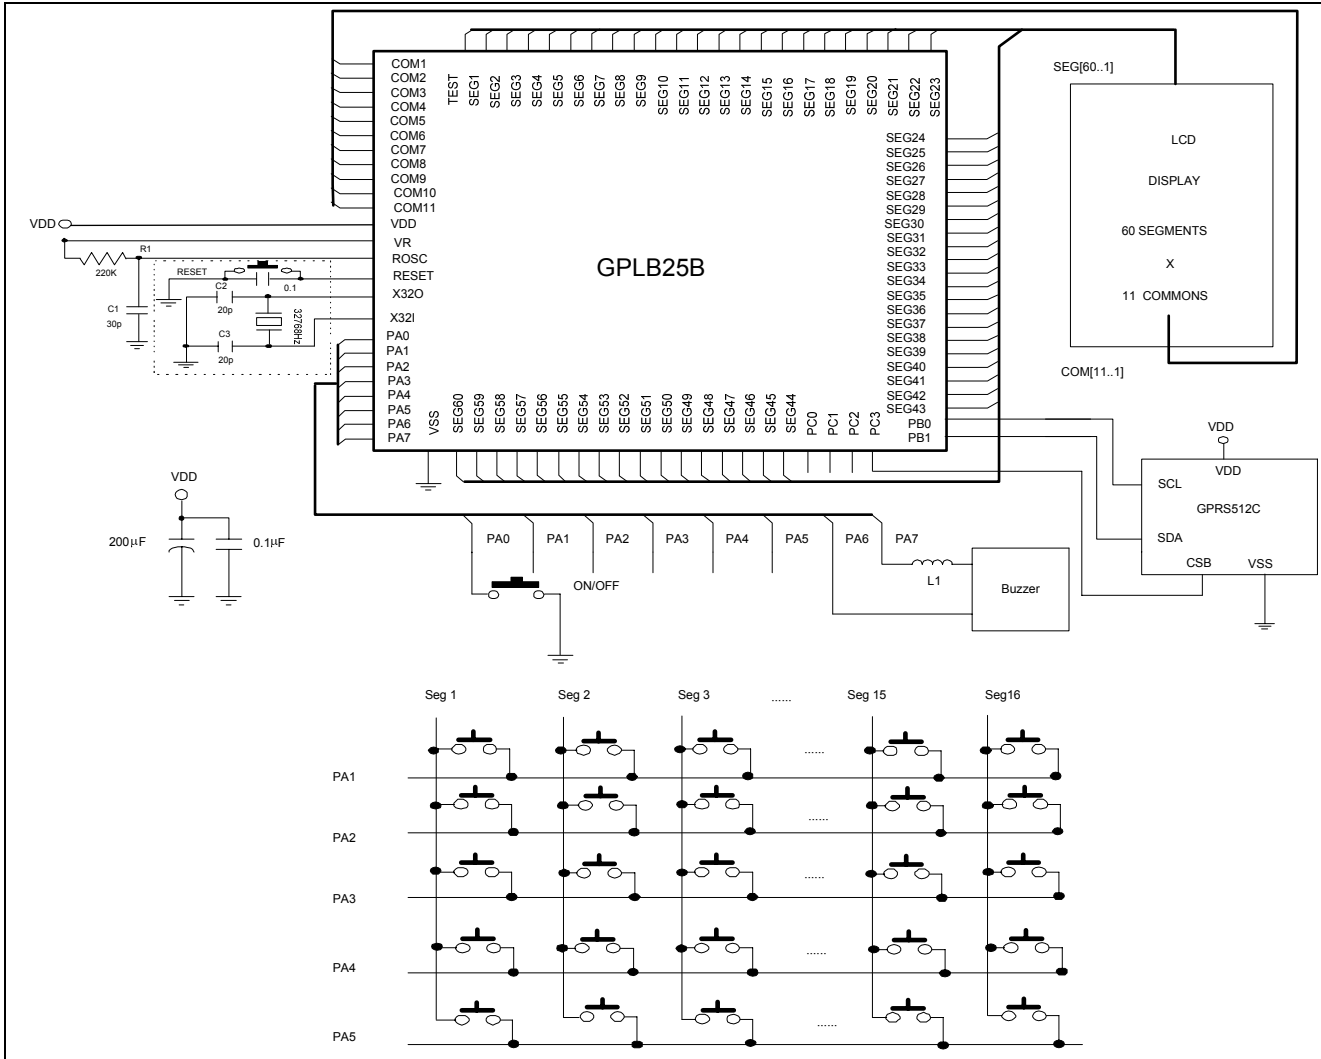 COM1
COM2
COM3
COM4
COM5
COM6
COM7
COM8
COM9
COM10
COM11
VDD
VR
ROSC
RESET
X32O
X32I
PA0
PA1
PA2
PA3
PA4
PA5
PA6
PA7
TEST
SEG1
SEG2
SEG3
SEG4
SEG5
SEG6
SEG7
SEG8
SEG9
SEG10
SEG11
SEG12
SEG13
SEG14
SEG15
SEG16
SEG17
SEG18
SEG19
SEG20
SEG21
SEG22
SEG23
SEG24
SEG25
SEG26
SEG27
SEG28
SEG29
SEG30
SEG31
SEG32
SEG33
SEG34
SEG35
SEG36
SEG37
SEG38
SEG39
SEG40
SEG41
SEG42
SEG43
PB0
PB1
GPLB25B
VSS
SEG60
SEG59
SEG58
SEG57
SEG56
SEG55
SEG54
SEG53
SEG52
SEG51
SEG50
SEG49
SEG48
SEG47
SEG46
SEG45
SEG44
PC0
PC1
PC2
PC3
VDD
R1
220K
C1
30p
RESET
0.1
C2
20p
32768Hz
C3
20p
SEG[60..1]
LCD
DISPLAY
60 SEGMENTS
X
11 COMMONS
COM[11..1]
VDD
VDD
SCL
GPRS512C
SDA
CSB
VSS
VDD
200µF
0.1µF
PA0
PA1
PA2
PA3
PA4
PA5
PA6
PA7
ON/OFF
L1
Buzzer
Seg 1
Seg 2
Seg 3
......
Seg 15
Seg16
......
PA1
......
PA2
......
PA3
......
PA4
......
PA5